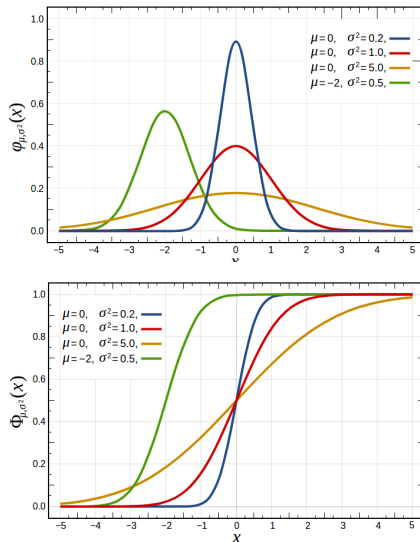 1.0
0.8
0.6
0.4
0.2
0.0
φμ,σ²(x)
μ=0, σ²=0.2,
μ=0, σ²=1.0,
μ=0, σ²=5.0,
μ=−2, σ²=0.5,
−5 −4 −3 −2 −1 0 1 2 3 4 5
x
1.0
0.8
0.6
0.4
0.2
0.0
Φμ,σ²(x)
μ=0, σ²=0.2,
μ=0, σ²=1.0,
μ=0, σ²=5.0,
μ=−2, σ²=0.5,
−5 −4 −3 −2 −1 0 1 2 3 4 5
x